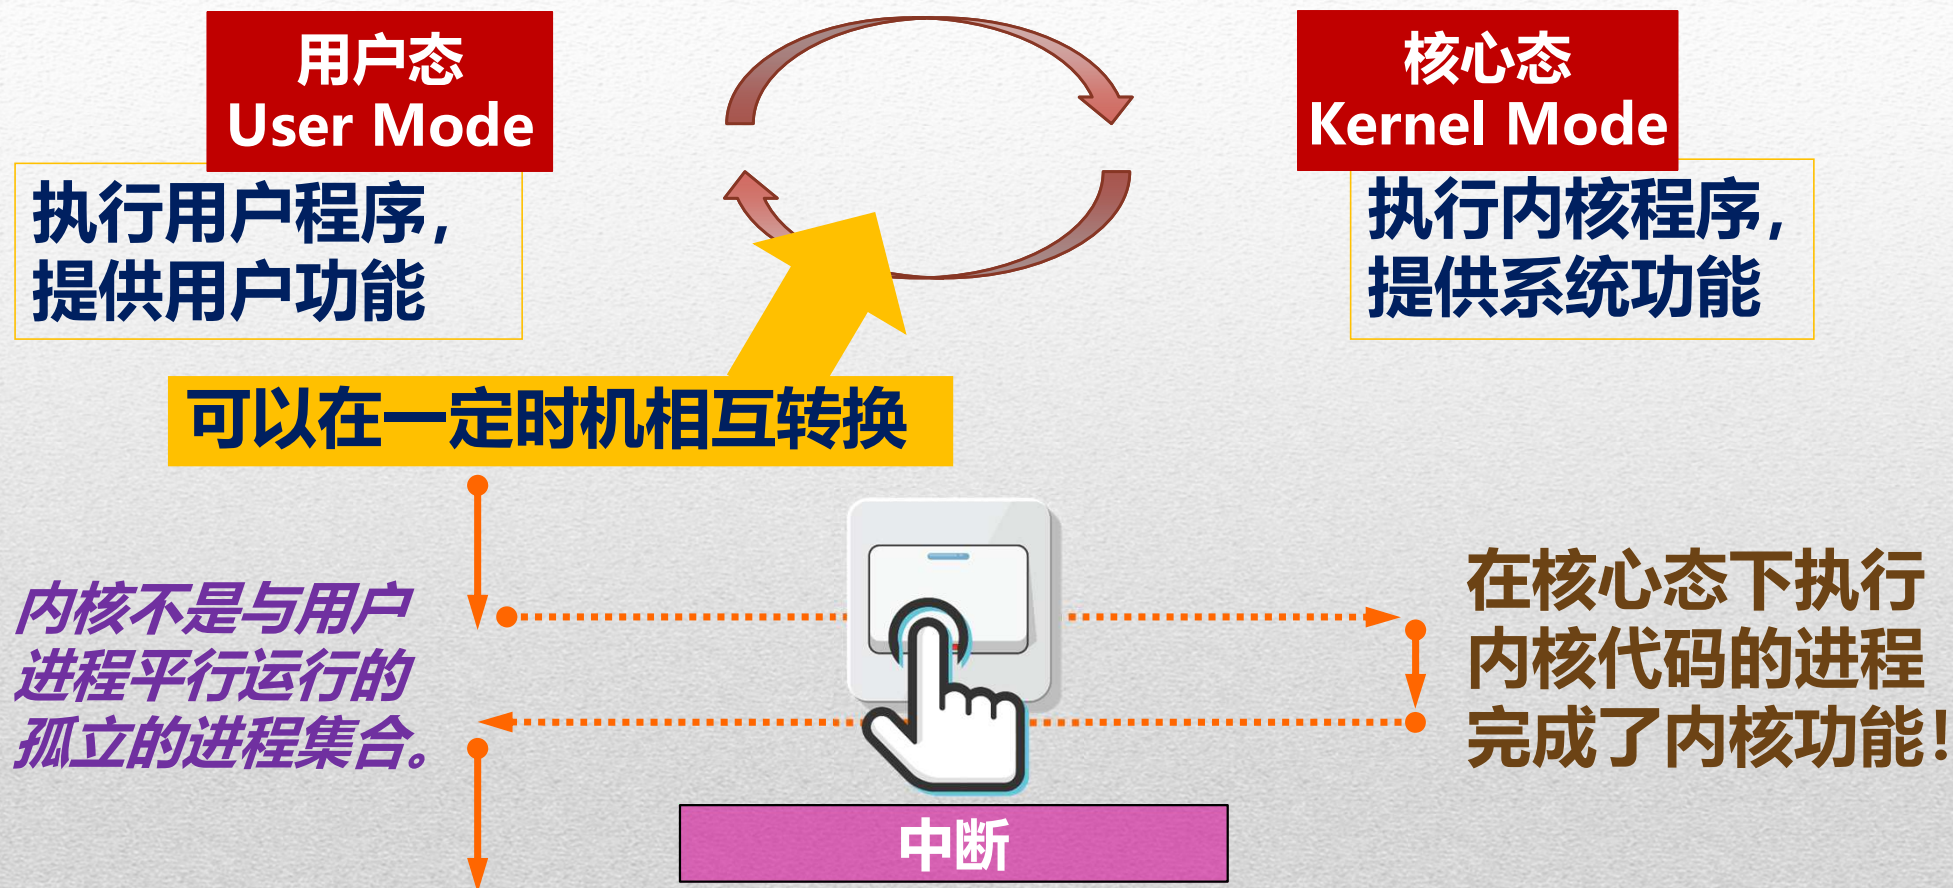 用户态
User Mode
执行用户程序，
提供用户功能
核心态
Kernel Mode
执行内核程序，
提供系统功能
可以在一定时机相互转换
内核不是与用户
进程平行运行的
孤立的进程集合。
在核心态下执行
内核代码的进程
完成了内核功能！
中断